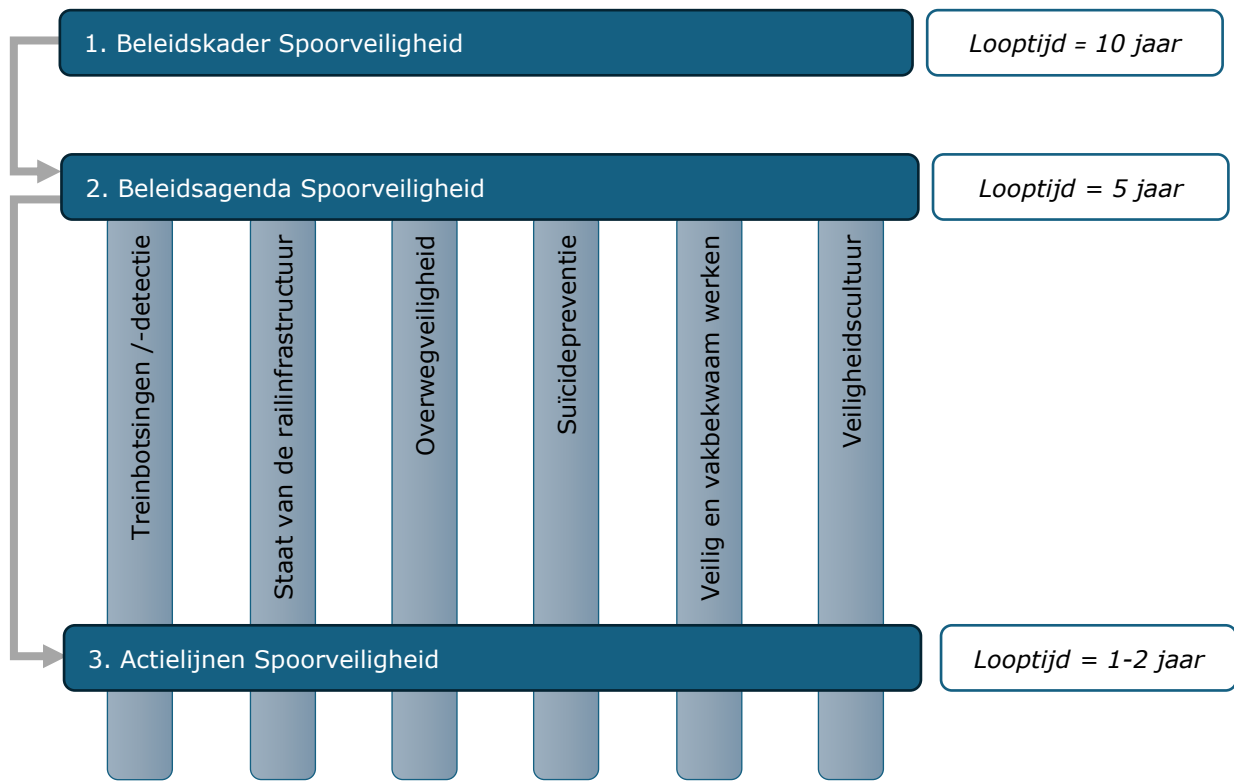 1. Beleidskader Spoorveiligheid
Looptijd = 10 jaar
2. Beleidsagenda Spoorveiligheid
Looptijd = 5 jaar
Treinbotsingen /-detectie
Staat van de railinfrastructuur
Overwegveiligheid
Suïcidepreventie
Veilig en vakbekwaam werken
Veiligheidscultuur
3. Actielijnen Spoorveiligheid
Looptijd = 1-2 jaar